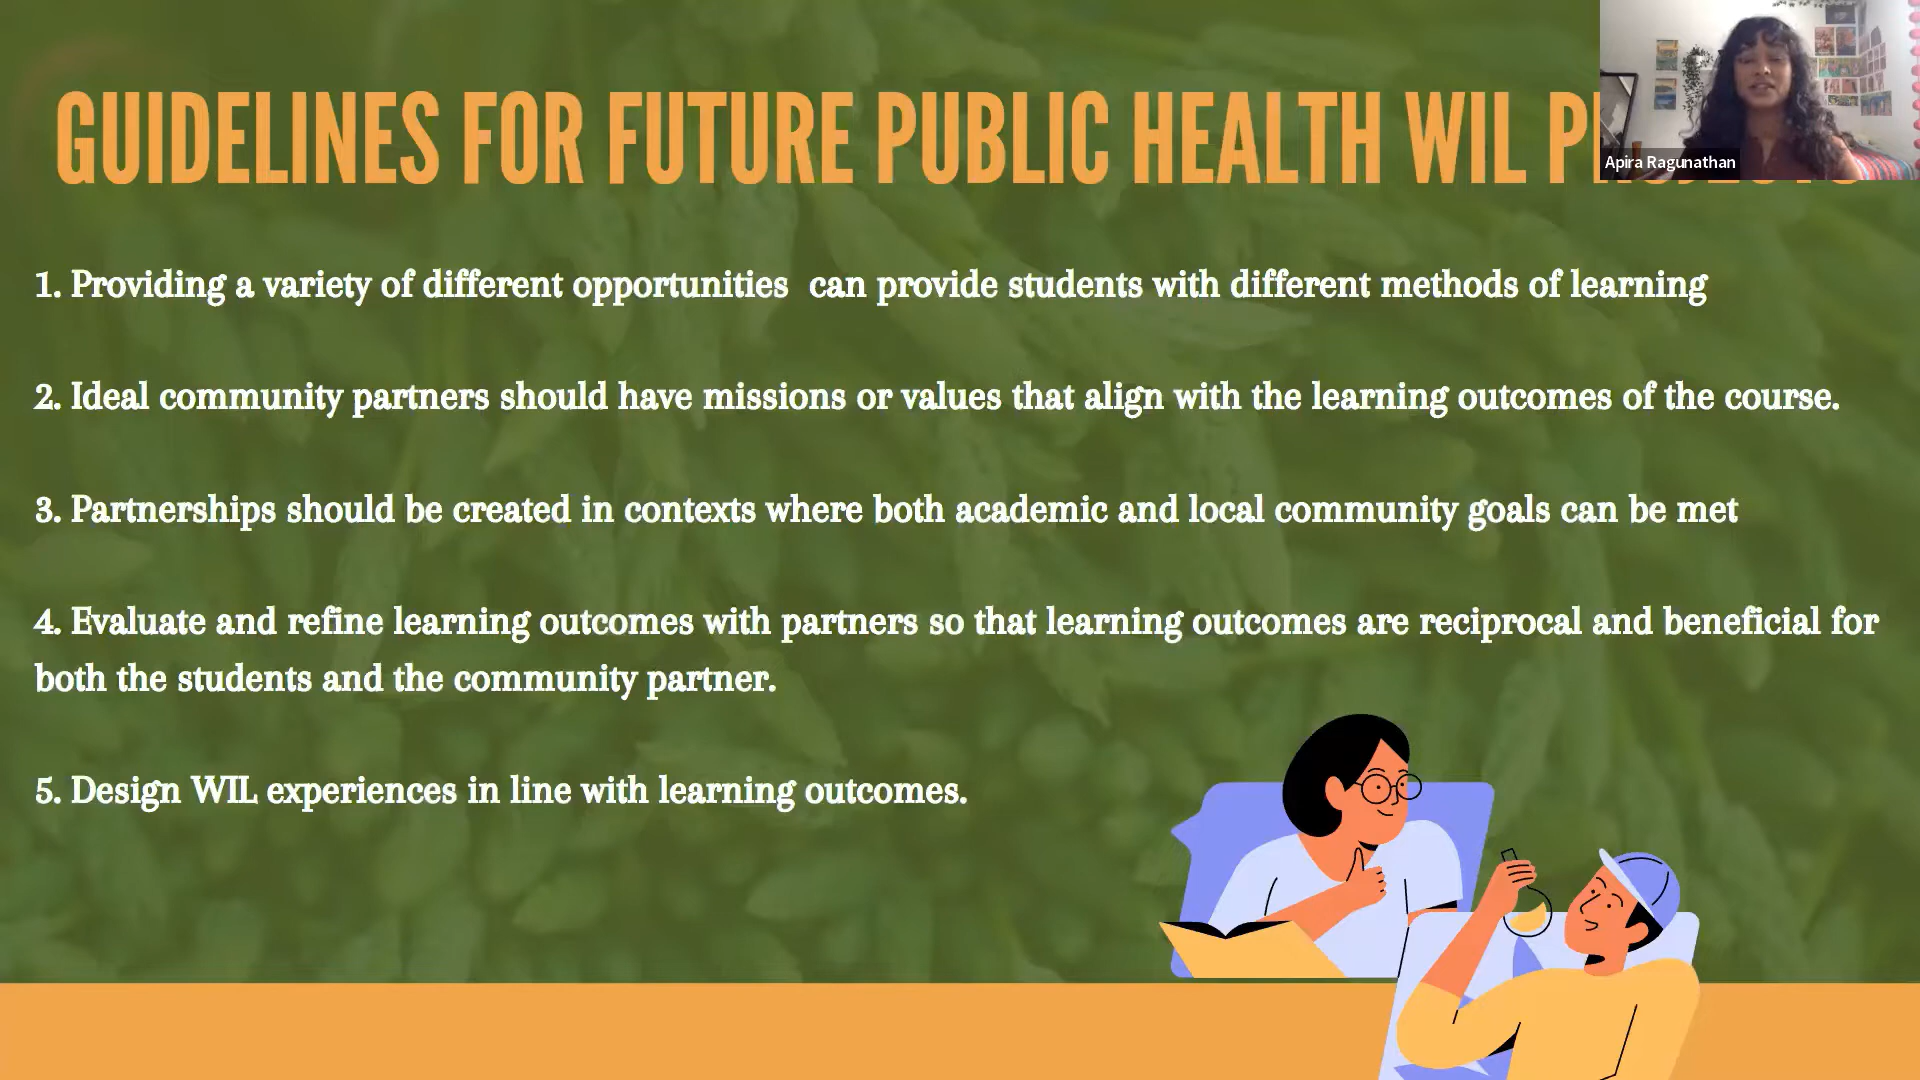 GUIDELINES FOR FUTURE PUBLIC HEALTH WIL
Apira Ragunathan
1. Providing a variety of different opportunities  can provide students with different methods of learning
2. Ideal community partners should have missions or values that align with the learning outcomes of the course.
3. Partnerships should be created in contexts where both academic and local community goals can be met
4. Evaluate and refine learning outcomes with partners so that learning outcomes are reciprocal and beneficial for
both the students and the community partner.
5. Design WIL experiences in line with learning outcomes.